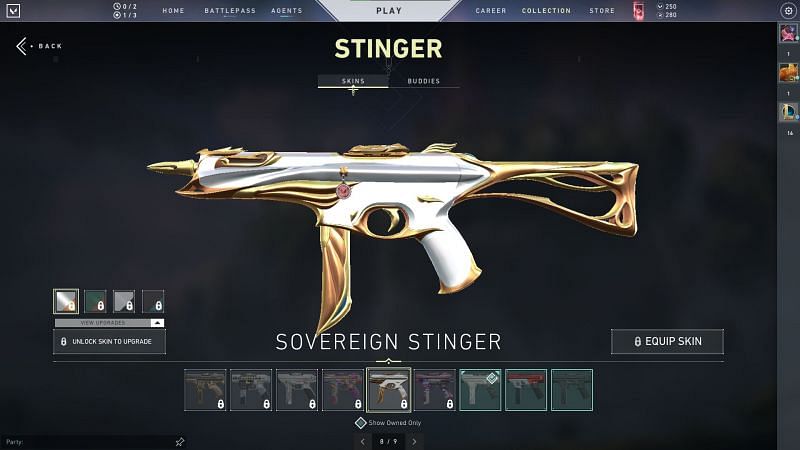 0 / 2
1 / 3
HOME BATTLEPASS AGENTS PLAY CAREER COLLECTION STORE
250
280
BACK
STINGER
SKINS BUDDIES
1
1
14
VIEW UPGRADES
UNLOCK SKIN TO UPGRADE
SOVEREIGN STINGER
EQUIP SKIN
Show Owned Only
Party:
8 / 9